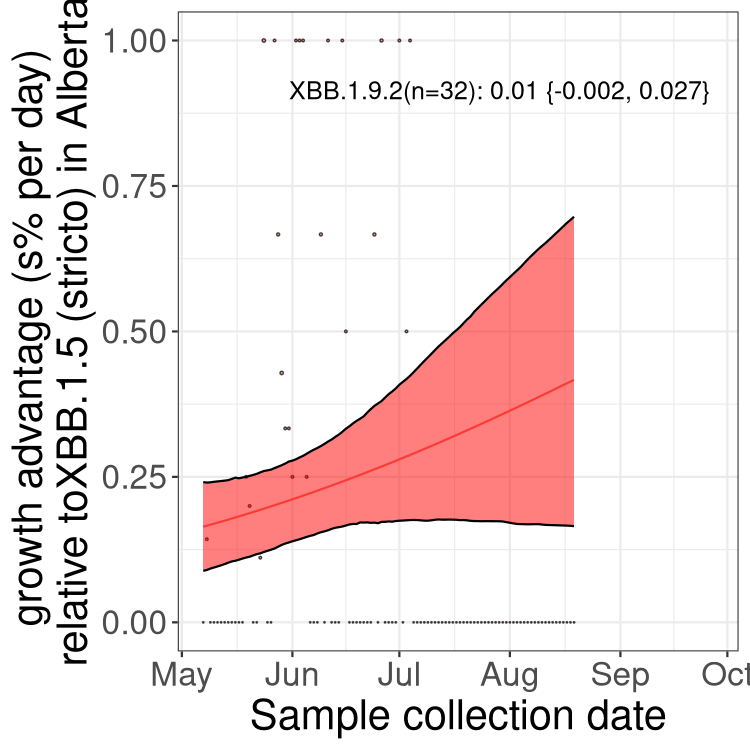 growth advantage (s% per day)
relative toXBB.1.5 (stricto) in Alberta
1.00
0.75
0.50
0.25
0.00
XBB.1.9.2(n=32): 0.01 {-0.002, 0.027}
May Jun Jul Aug Sep Oct
Sample collection date